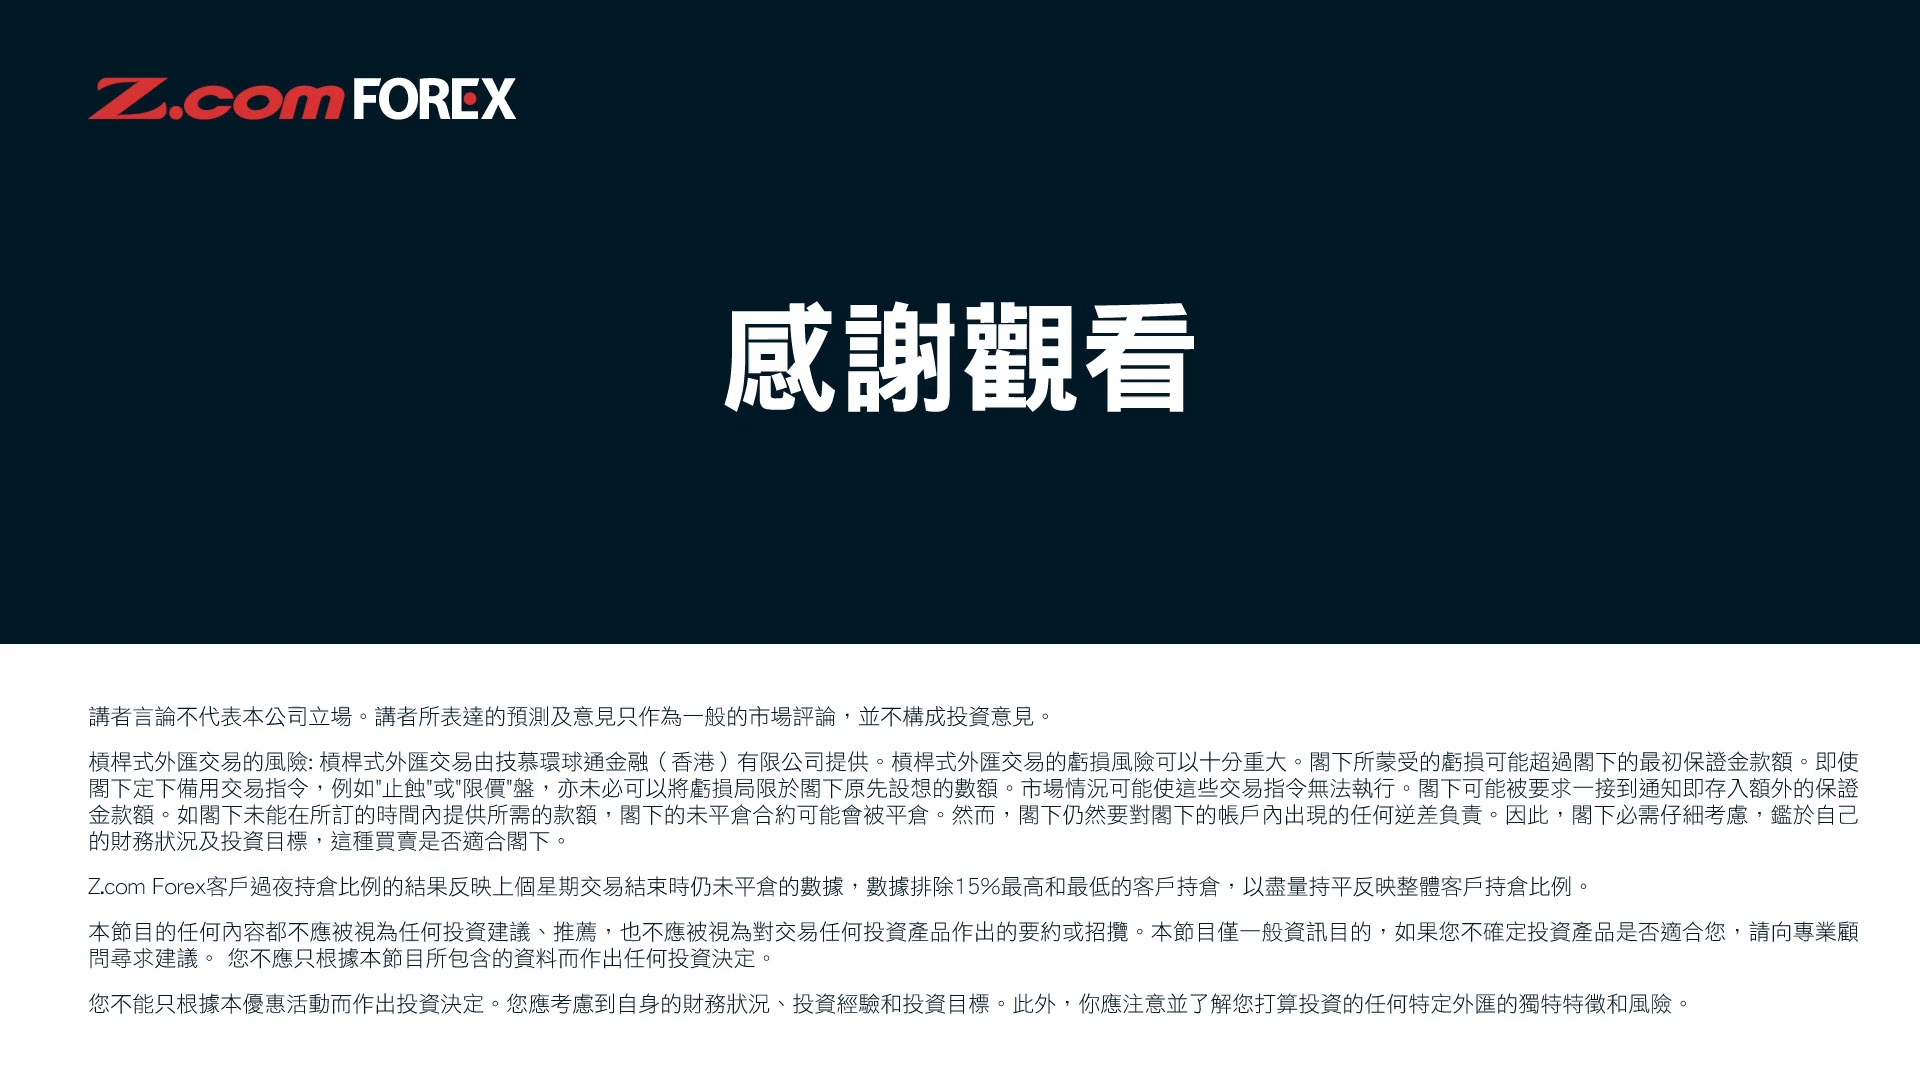 Z.com FOREX
感謝觀看
講者言論不代表本公司立場。講者所表達的預測及意見只作為一般的市場評論，並不構成投資意見。
槓桿式外匯交易的風險: 槓桿式外匯交易由技慕環球通金融（香港）有限公司提供。槓桿式外匯交易的虧損風險可以十分重大。閣下所蒙受的虧損可能超過閣下的最初保證金款額。即使
閣下定下備用交易指令，例如"止蝕"或"限價"盤，亦未必可以將虧損局限於閣下原先設想的數額。市場情況可能使這些交易指令無法執行。閣下可能被要求一接到通知即存入額外的保證
金款額。如閣下未能在所訂的時間內提供所需的款額，閣下的未平倉合約可能會被平倉。然而，閣下仍然要對閣下的帳戶內出現的任何逆差負責。因此，閣下必需仔細考慮，鑑於自己
的財務狀況及投資目標，這種買賣是否適合閣下。
Z.com Forex客戶過夜持倉比例的結果反映上個星期交易結束時仍未平倉的數據，數據排除15%最高和最低的客戶持倉，以盡量持平反映整體客戶持倉比例。
本節目的任何內容都不應被視為任何投資建議、推薦，也不應被視為對交易任何投資產品作出的要約或招攬。本節目僅一般資訊目的，如果您不確定投資產品是否適合您，請向專業顧
問尋求建議。 您不應只根據本節目所包含的資料而作出任何投資決定。
您不能只根據本優惠活動而作出投資決定。您應考慮到自身的財務狀況、投資經驗和投資目標。此外，你應注意並了解您打算投資的任何特定外匯的獨特特徵和風險。